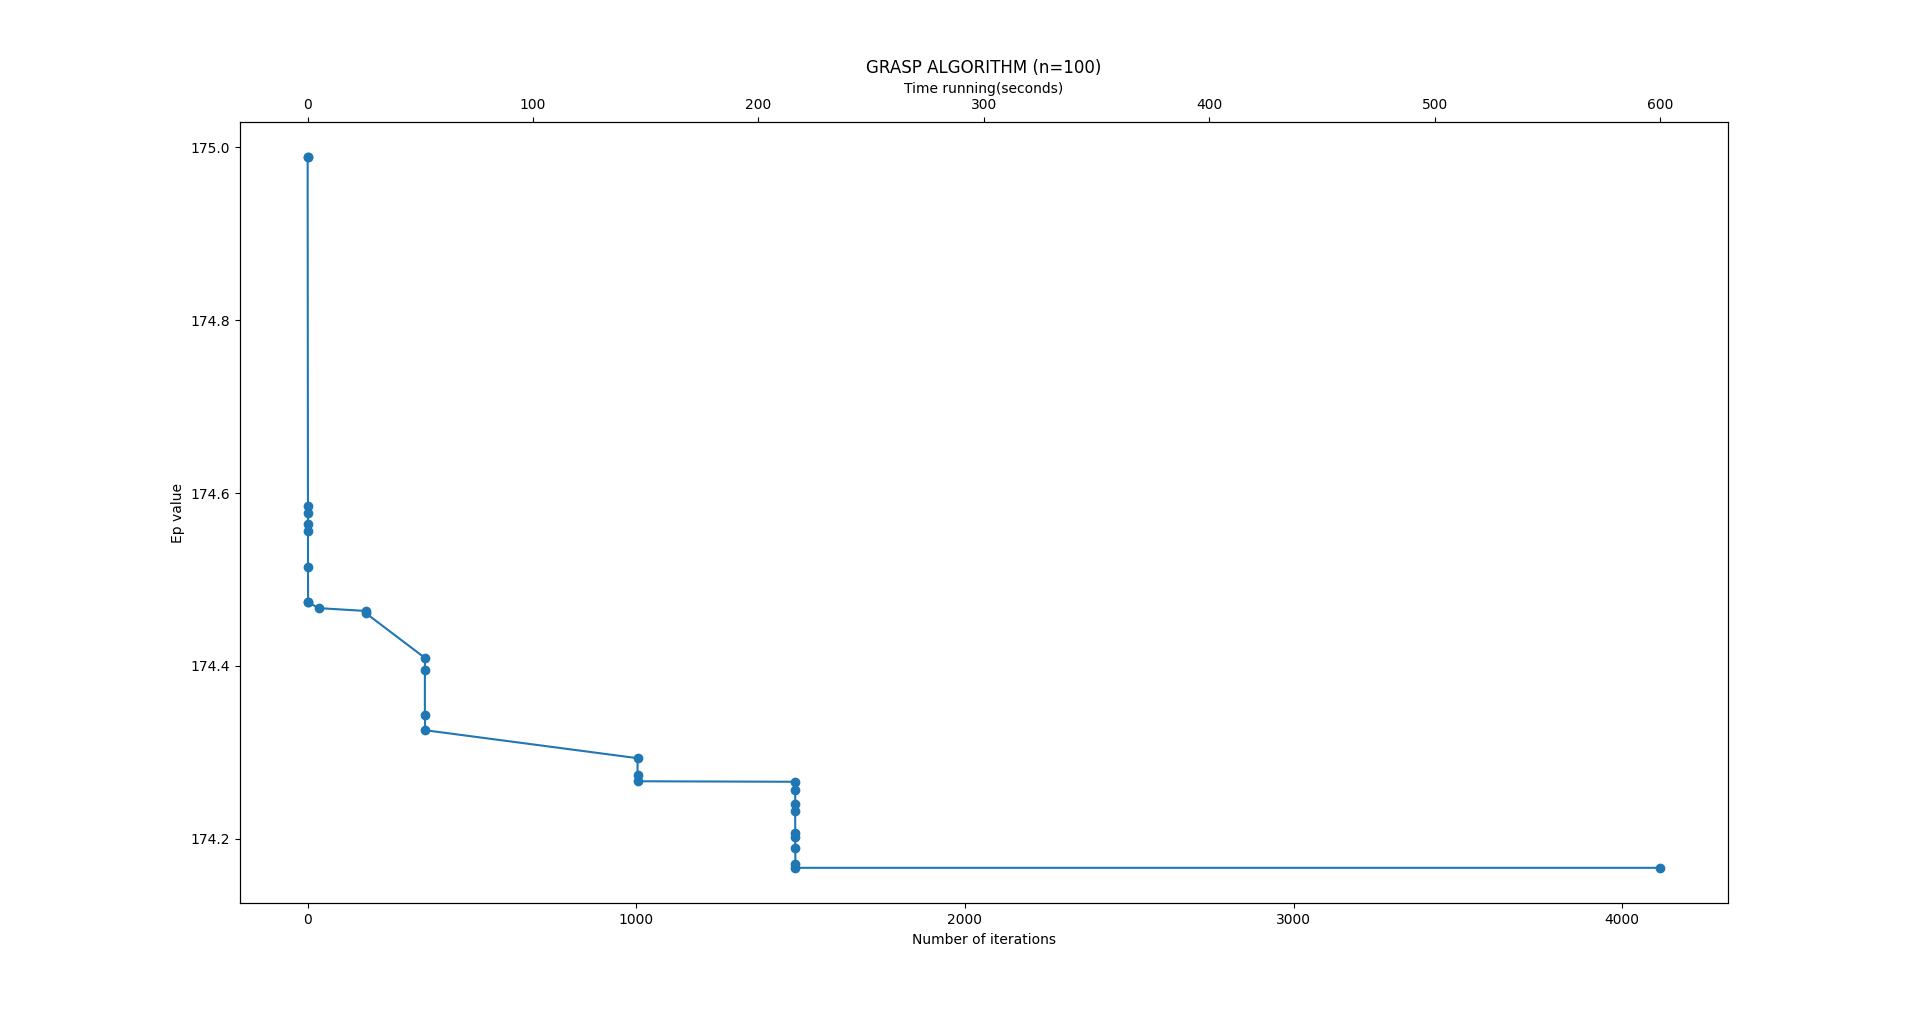 GRASP ALGORITHM (n=100)
Time running(seconds)
0 100 200 300 400 500 600
175.0
174.8
174.6
174.4
174.2
Ep value
0 1000 2000 3000 4000
Number of iterations